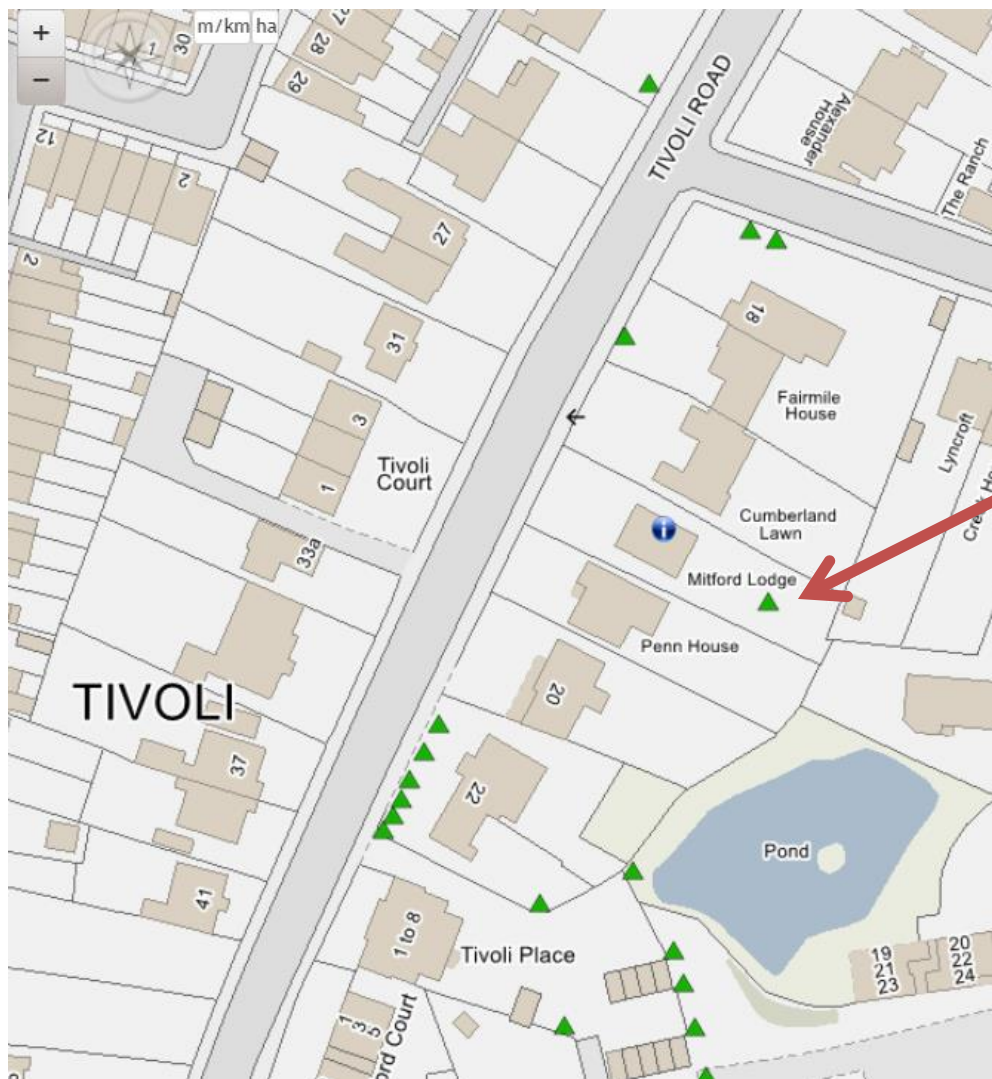 +
−
m/km ha
1
30
27
28
29
TIVOLI ROAD
Alexander
House
The Ranch
12
2
2
27
31
18
Fairmile
House
Lyncroft
3
1
Tivoli
Court
33a
Cumberland
Lawn
i
Mitford Lodge
Penn House
20
TIVOLI
37
22
41
Pond
1 to 8
Tivoli Place
19
21
23
20
22
24
1
3
5
Court